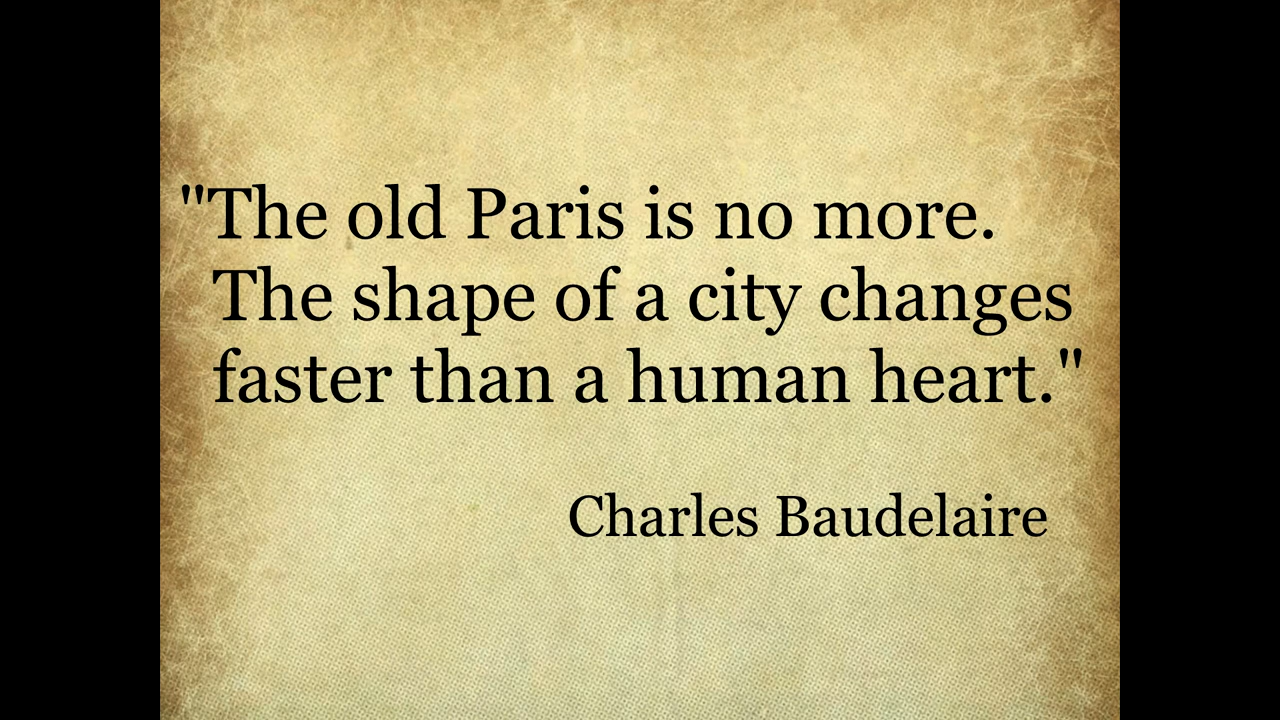 "The old Paris is no more.
The shape of a city changes
faster than a human heart."
Charles Baudelaire